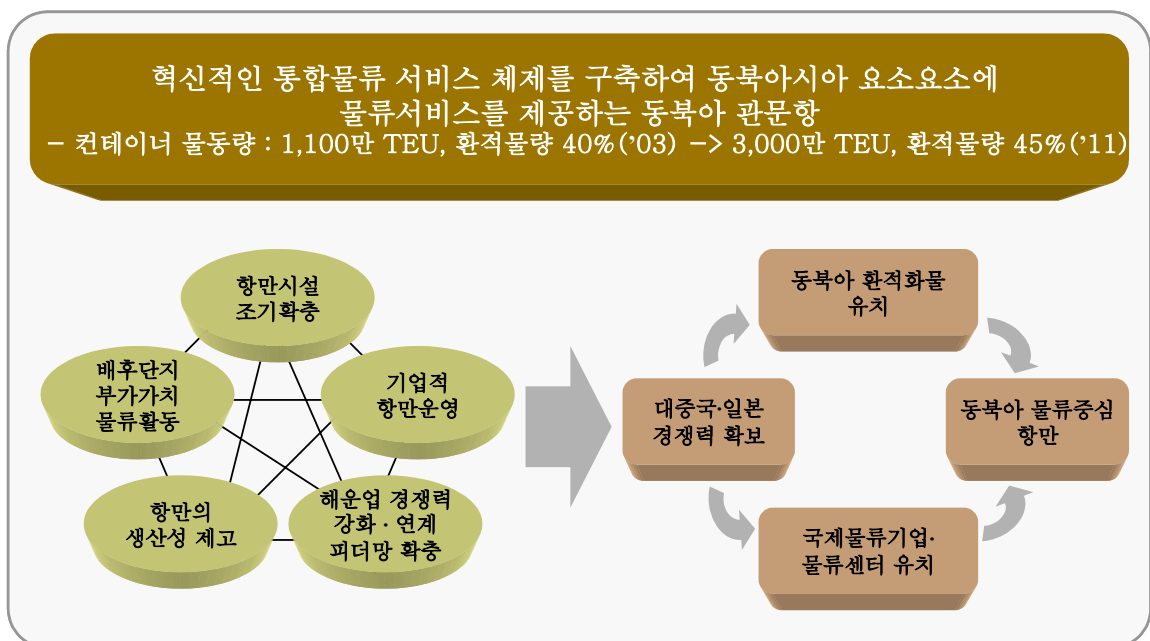 혁신적인 통합물류 서비스 체제를 구축하여 동북아시아 요소요소에
물류서비스를 제공하는 동북아 관문항
- 컨테이너 물동량 : 1,100만 TEU, 환적물량 40%('03) -> 3,000만 TEU, 환적물량 45%('11)
항만시설
조기확충
배후단지
부가가치
물류활동
기업적
항만운영
항만의
생산성 제고
해운업 경쟁력
강화 · 연계
피더망 확충
동북아 환적화물
유치
대중국·일본
경쟁력 확보
동북아 물류중심
항만
국제물류기업·
물류센터 유치